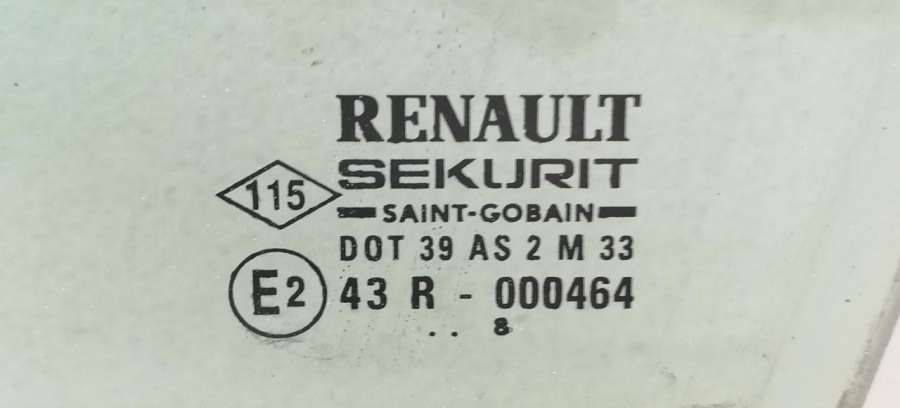 RENAULT
SEKURIT
115
SAINT-GOBAIN
DOT 39 AS 2 M 33
E2
43 R - 000464
. . 8